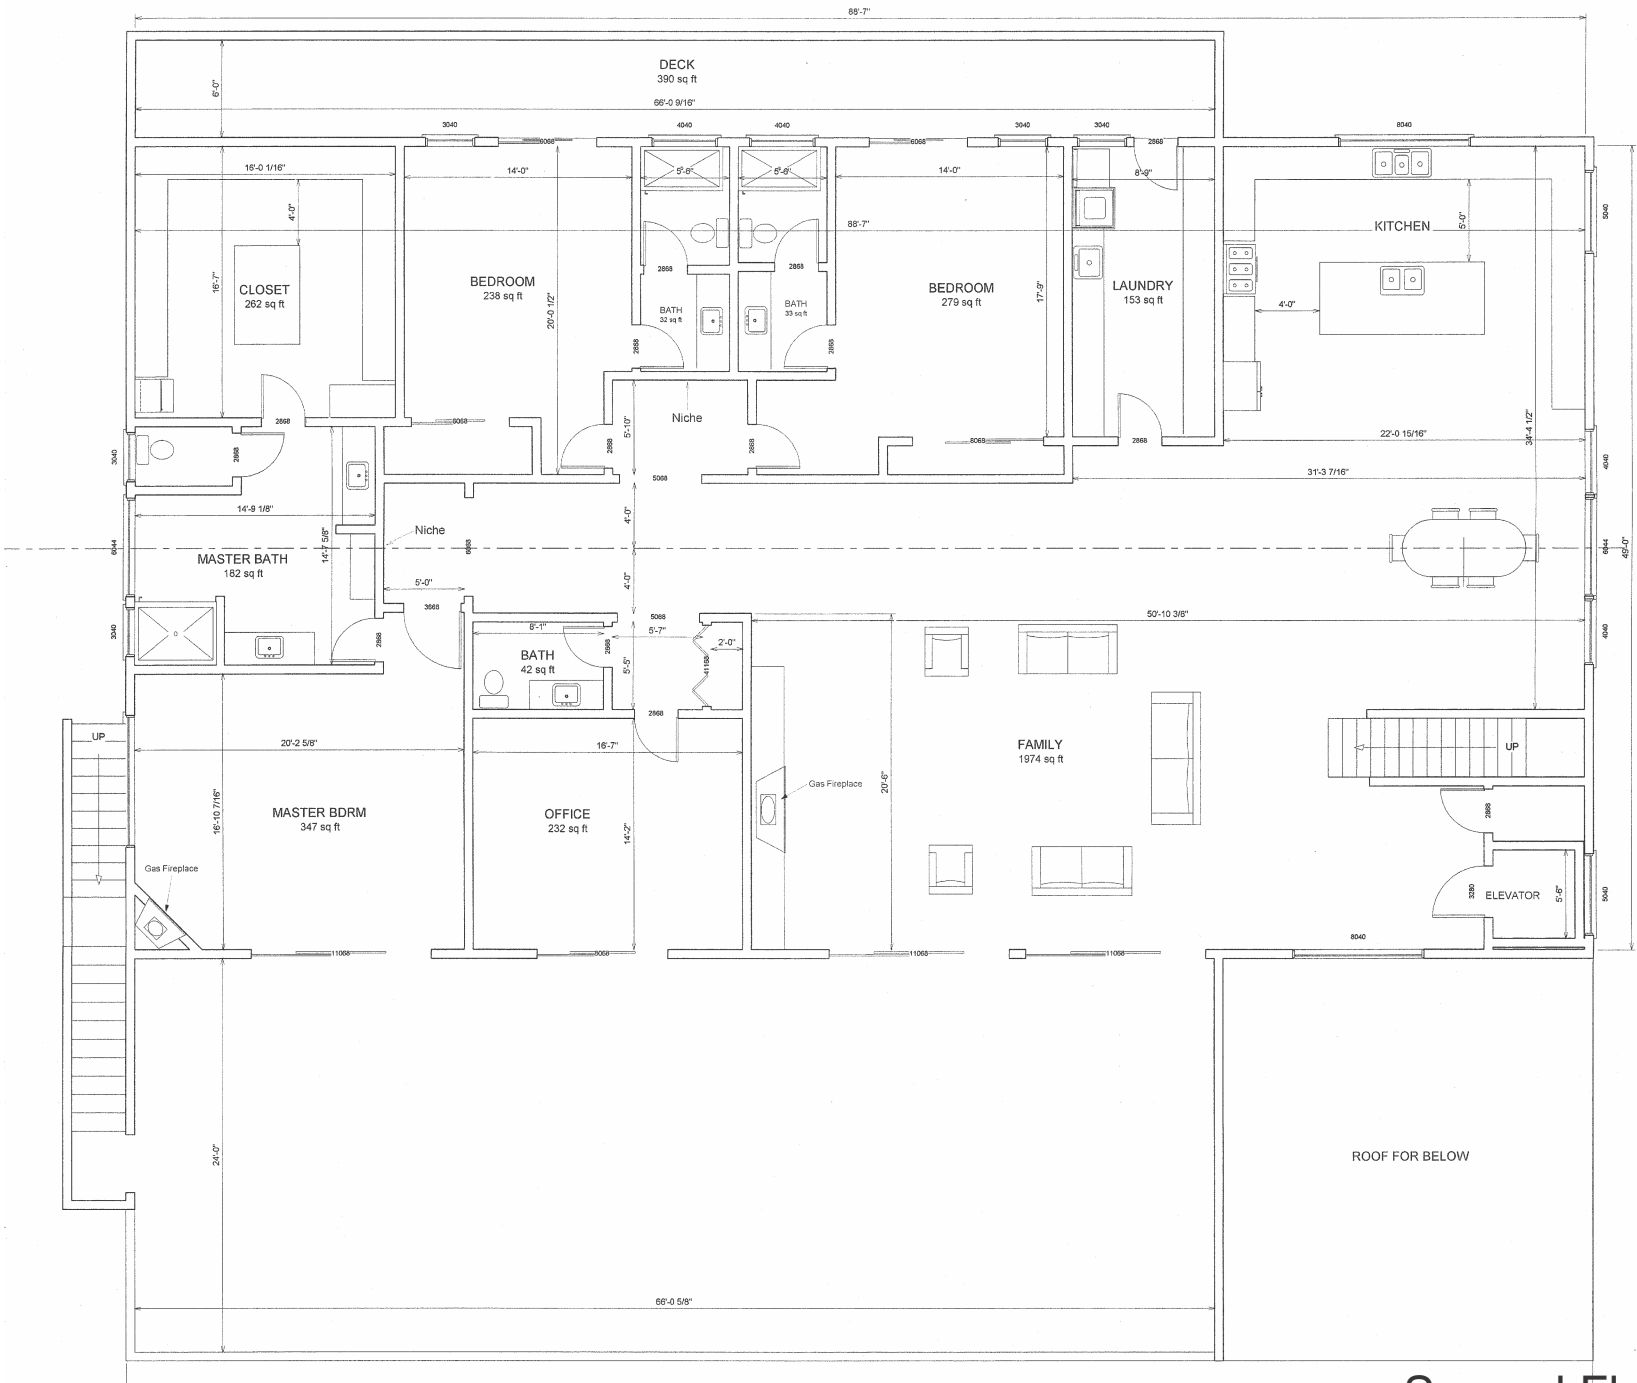 88'-7"
DECK
390 sq ft
6'-0"
66'-0 9/16"
3040
6068
4040
4040
6068
3040
3040
2868
8040
16'-0 1/16"
14'-0"
5'-6"
5'-6"
14'-0"
8'-9"
4'-0"
88'-7"
KITCHEN
5'-0"
5040
16'-7"
CLOSET
262 sq ft
BEDROOM
238 sq ft
20'-0 1/2"
2868
2868
BATH
32 sq ft
BATH
33 sq ft
BEDROOM
279 sq ft
17'-9"
LAUNDRY
153 sq ft
4'-0"
2868
2868
2868
6068
Niche
5'-10"
2868
2868
8068
2868
22'-0 15/16"
34'-4 1/2"
3040
2868
5068
31'-3 7/16"
4040
14'-9 1/8"
14'-7 5/8"
Niche
4'-0"
6044
MASTER BATH
182 sq ft
6068
6044
49'-0"
5'-0"
4'-0"
3668
5068
50'-10 3/8"
3040
2868
8'-1"
2868
5'-7"
2'-0"
4040
BATH
42 sq ft
5'-5"
41168
2868
UP
20'-2 5/8"
16'-7"
FAMILY
1974 sq ft
UP
Gas Fireplace
20'-6"
16'-10 7/16"
MASTER BDRM
347 sq ft
OFFICE
232 sq ft
14'-2"
2868
Gas Fireplace
3280
ELEVATOR
5'-6"
5040
8040
11068
11068
11068
24'-0"
ROOF FOR BELOW
66'-0 5/8"